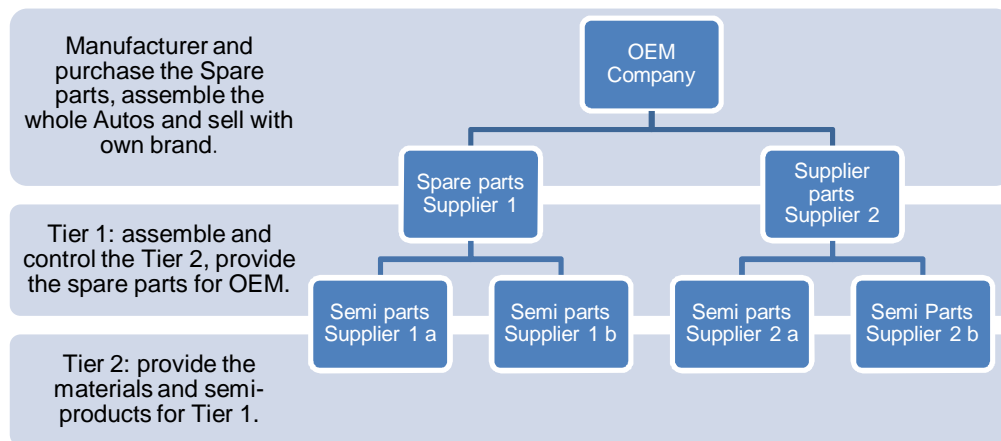 Manufacturer and
purchase the Spare
parts, assemble the
whole Autos and sell with
own brand.
OEM
Company
Spare parts
Supplier 1
Supplier
parts
Supplier 2
Tier 1: assemble and
control the Tier 2, provide
the spare parts for OEM.
Semi parts
Supplier 1 a
Semi parts
Supplier 1 b
Semi parts
Supplier 2 a
Semi Parts
Supplier 2 b
Tier 2: provide the
materials and semi-
products for Tier 1.